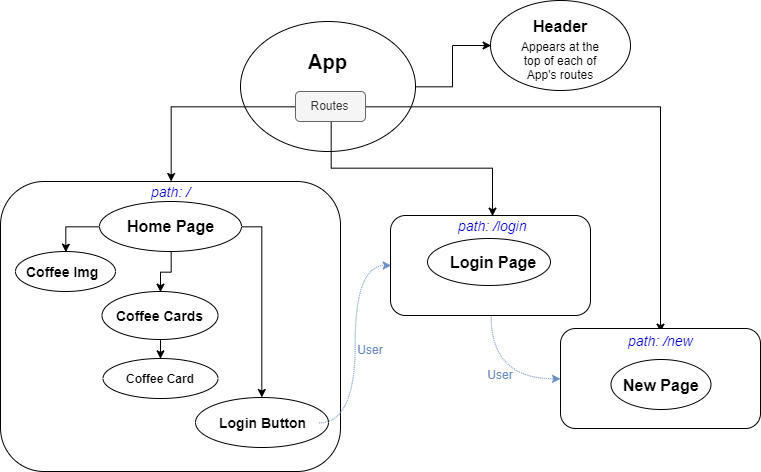 Header
Appears at the
top of each of
App's routes
App
Routes
path: /
Home Page
Coffee Img
Coffee Cards
Coffee Card
Login Button
User
path: /login
Login Page
User
path: /new
New Page